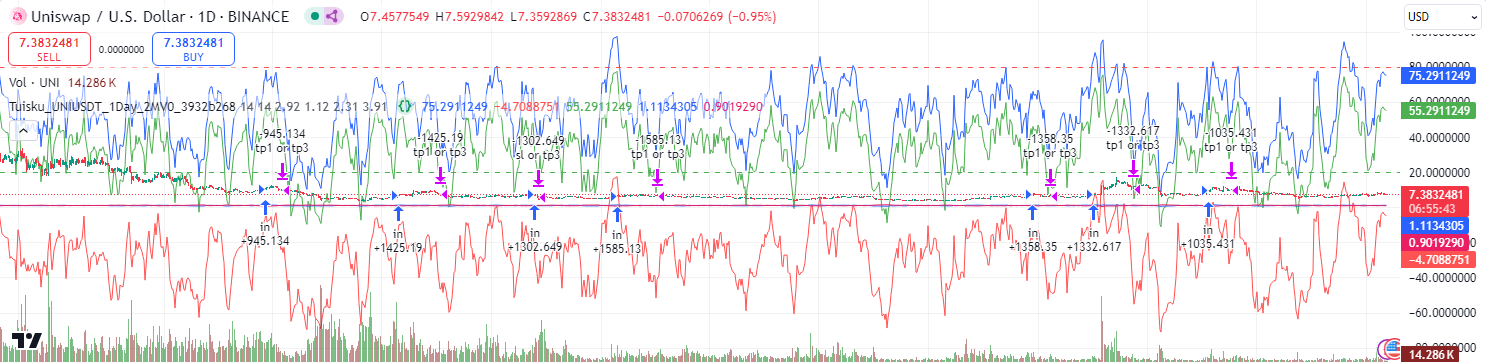 Uniswap / U.S. Dollar · 1D · BINANCE O7.4577549 H7.5929842 L7.3592869 C7.3832481 −0.0706269 (−0.95%)
USD
7.3832481
SELL
0.0000000
7.3832481
BUY
Vol · UNI 14.286 K
Tuisku_UNIUSDT_1Day_2MV0_3932b268 14 14 2.92 1.12 2.31 3.91 75.2911249 −4.7088751 55.2911249 1.1134305 0.9019290
-945.134
tp1 or tp3
-1425.19
tp1 or tp3
-1302.649
sl or tp3
-1585.13
tp1 or tp3
-1358.35
tp1 or tp3
-1332.617
tp1 or tp3
-1035.431
tp1 or tp3
in
+945.134
in
+1425.19
in
+1302.649
in
+1585.13
in
+1358.35
in
+1332.617
in
+1035.431
75.2911249
55.2911249
40.0000000
20.0000000
7.3832481
06:55:43
1.1134305
0.9019290
−4.7088751
−40.0000000
−60.0000000
14.286 K